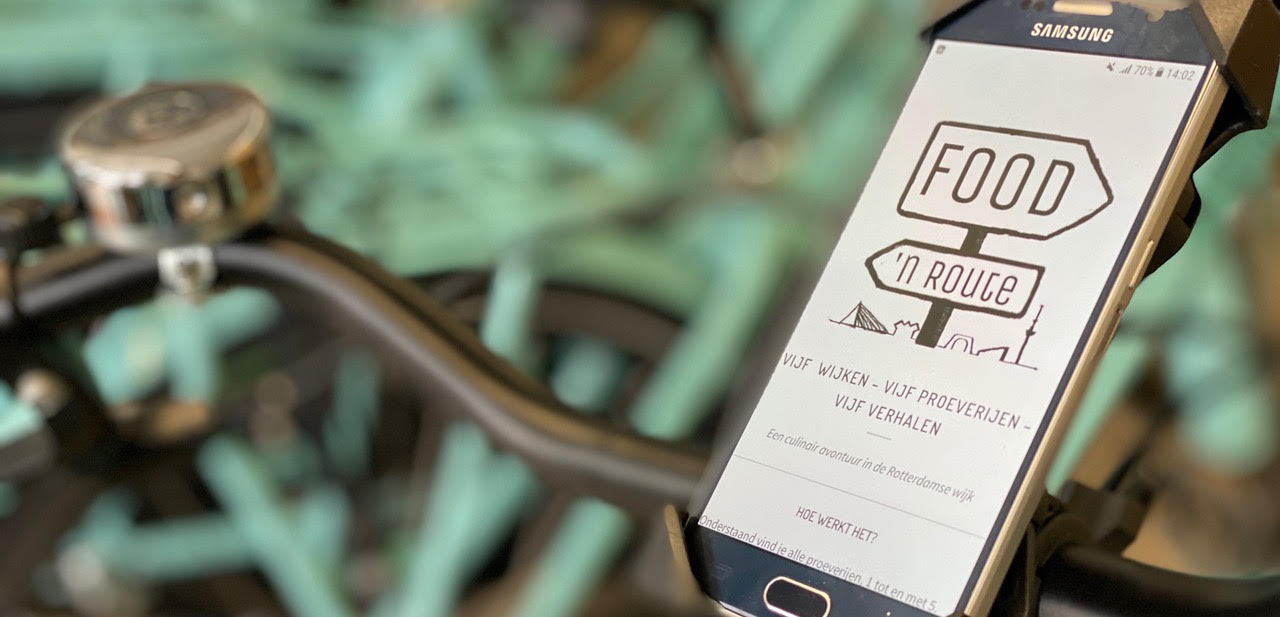 SAMSUNG
70% 14:02
FOOD
'n ROUTE
VIJF WIJKEN - VIJF PROEVERIJEN -
VIJF VERHALEN
Een culinair avontuur in de Rotterdamse wijk
HOE WERKT HET?
Onderstaand vind je alle proeverijen, 1 tot en met 5.